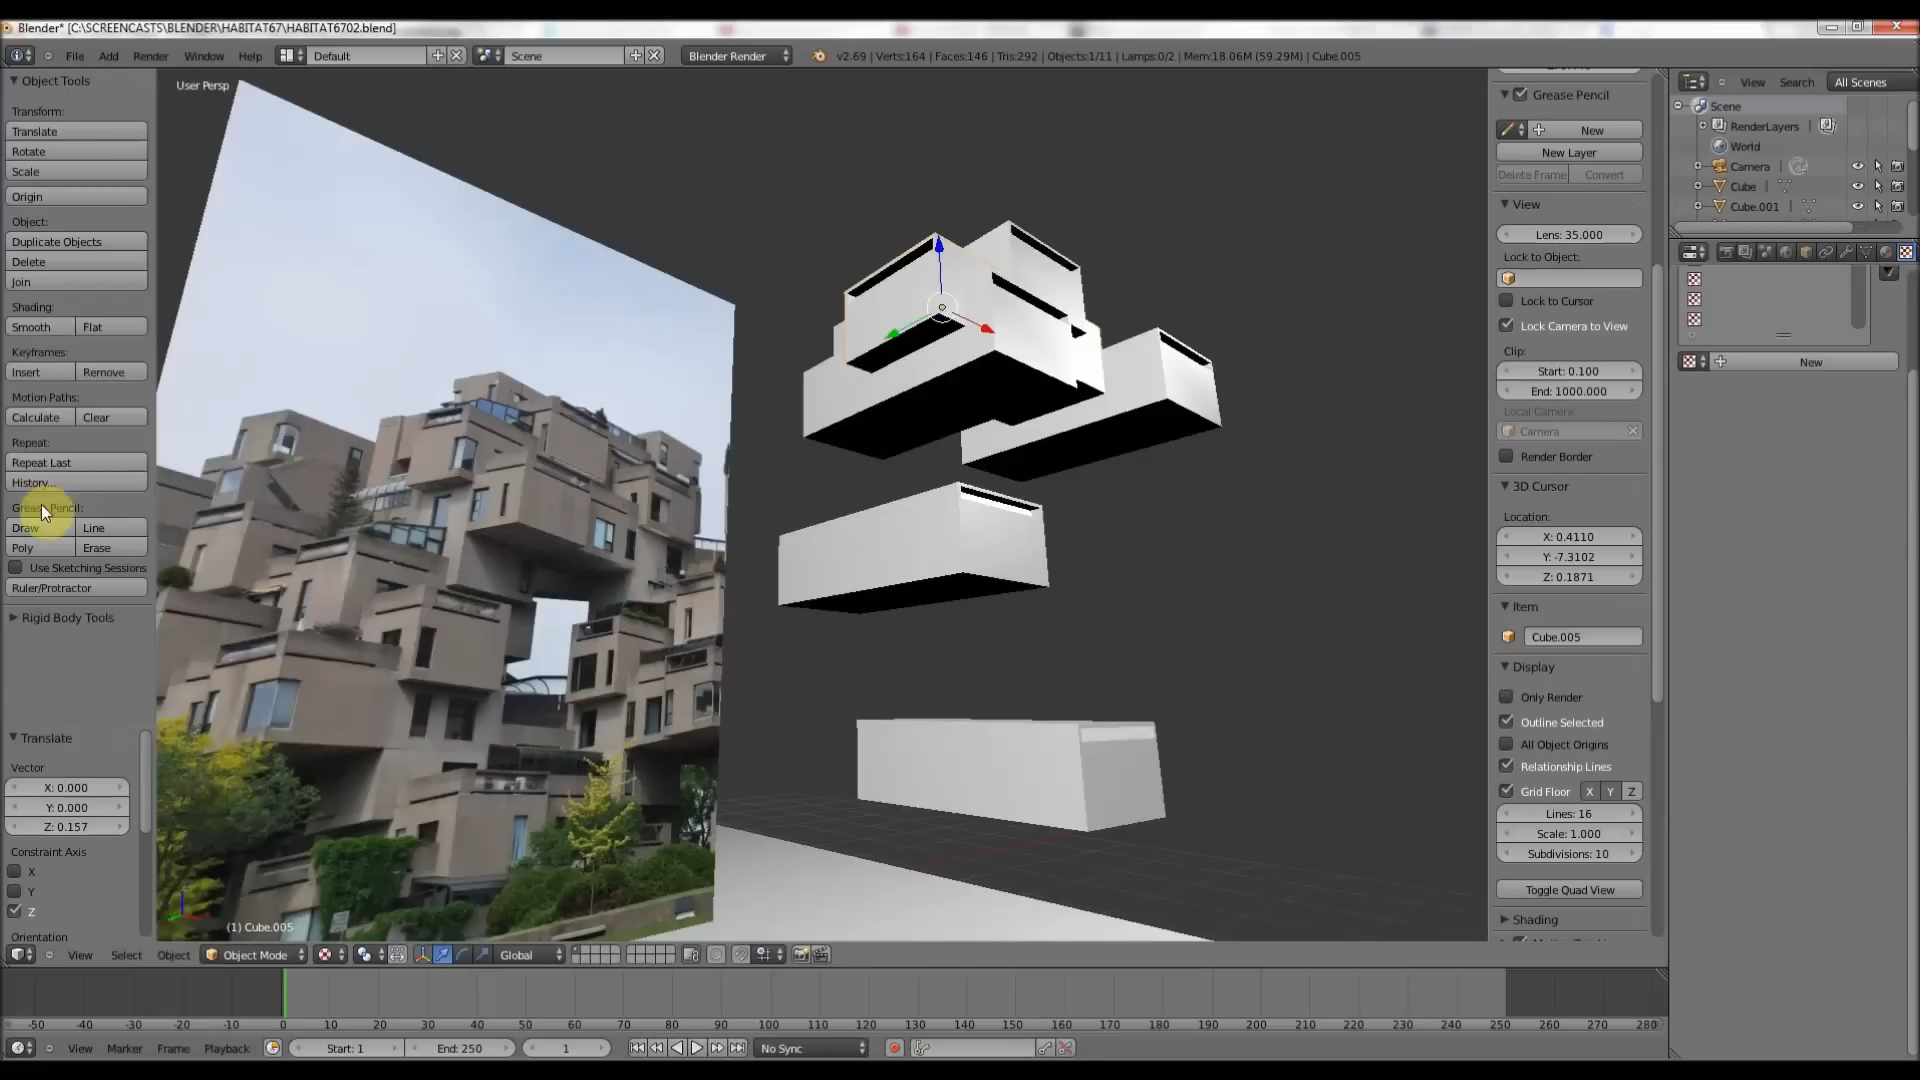 Blender* [C:\SCREENCASTS\BLENDER\HABITAT67\HABITAT6702.blend]
File Add Render Window Help Default Scene Blender Render v2.69 | Verts:164 | Faces:146 | Tris:292 | Objects:1/11 | Lamps:0/2 | Mem:18.06M (59.29M) | Cube.005
Object Tools
Transform:
Translate
Rotate
Scale
Origin
Object:
Duplicate Objects
Delete
Join
Shading:
Smooth Flat
Keyframes:
Insert Remove
Motion Paths:
Calculate Clear
Repeat:
Repeat Last
History...
Grease Pencil:
Draw Line
Poly Erase
Use Sketching Sessions
Ruler/Protractor
Rigid Body Tools
Translate
Vector
X: 0.000
Y: 0.000
Z: 0.157
Constraint Axis
X
Y
Z
Orientation
User Persp
(1) Cube.005
Grease Pencil
New
New Layer
Delete Frame Convert
View
Lens: 35.000
Lock to Object:
Lock to Cursor
Lock Camera to View
Clip:
Start: 0.100
End: 1000.000
Local Camera:
Camera
Render Border
3D Cursor
Location:
X: 0.4110
Y: -7.3102
Z: 0.1871
Item
Cube.005
Display
Only Render
Outline Selected
All Object Origins
Relationship Lines
Grid Floor X Y Z
Lines: 16
Scale: 1.000
Subdivisions: 10
Toggle Quad View
Shading
View Search All Scenes
Scene
RenderLayers
World
Camera
Cube
Cube.001
New
View Select Object Object Mode Global
-50 -40 -30 -20 -10 0 10 20 30 40 50 60 70 80 90 100 110 120 130 140 150 160 170 180 190 200 210 220 230 240 250 260 270 280
View Marker Frame Playback Start: 1 End: 250 1 No Sync